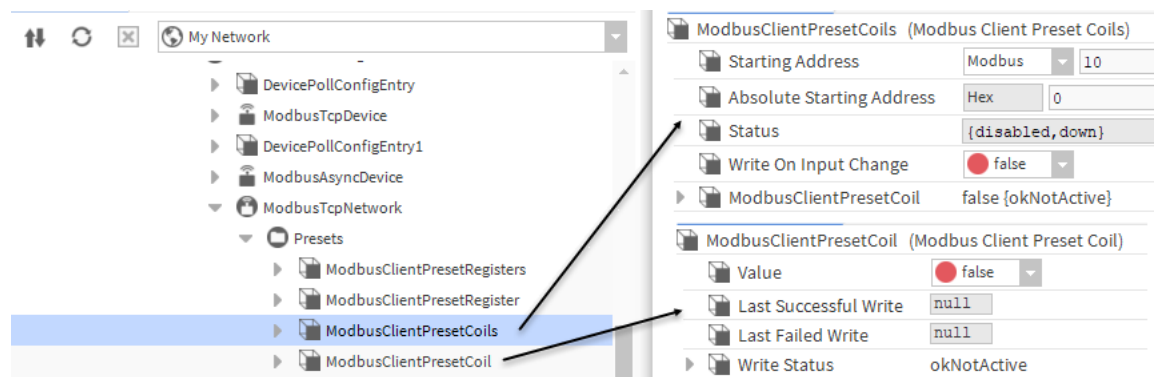 My Network
DevicePollConfigEntry
ModbusTcpDevice
DevicePollConfigEntry1
ModbusAsyncDevice
ModbusTcpNetwork
Presets
ModbusClientPresetRegisters
ModbusClientPresetRegister
ModbusClientPresetCoils
ModbusClientPresetCoil
ModbusClientPresetCoils (Modbus Client Preset Coils)
Starting Address Modbus 10
Absolute Starting Address Hex 0
Status {disabled,down}
Write On Input Change false
ModbusClientPresetCoil false {okNotActive}
ModbusClientPresetCoil (Modbus Client Preset Coil)
Value false
Last Successful Write null
Last Failed Write null
Write Status okNotActive